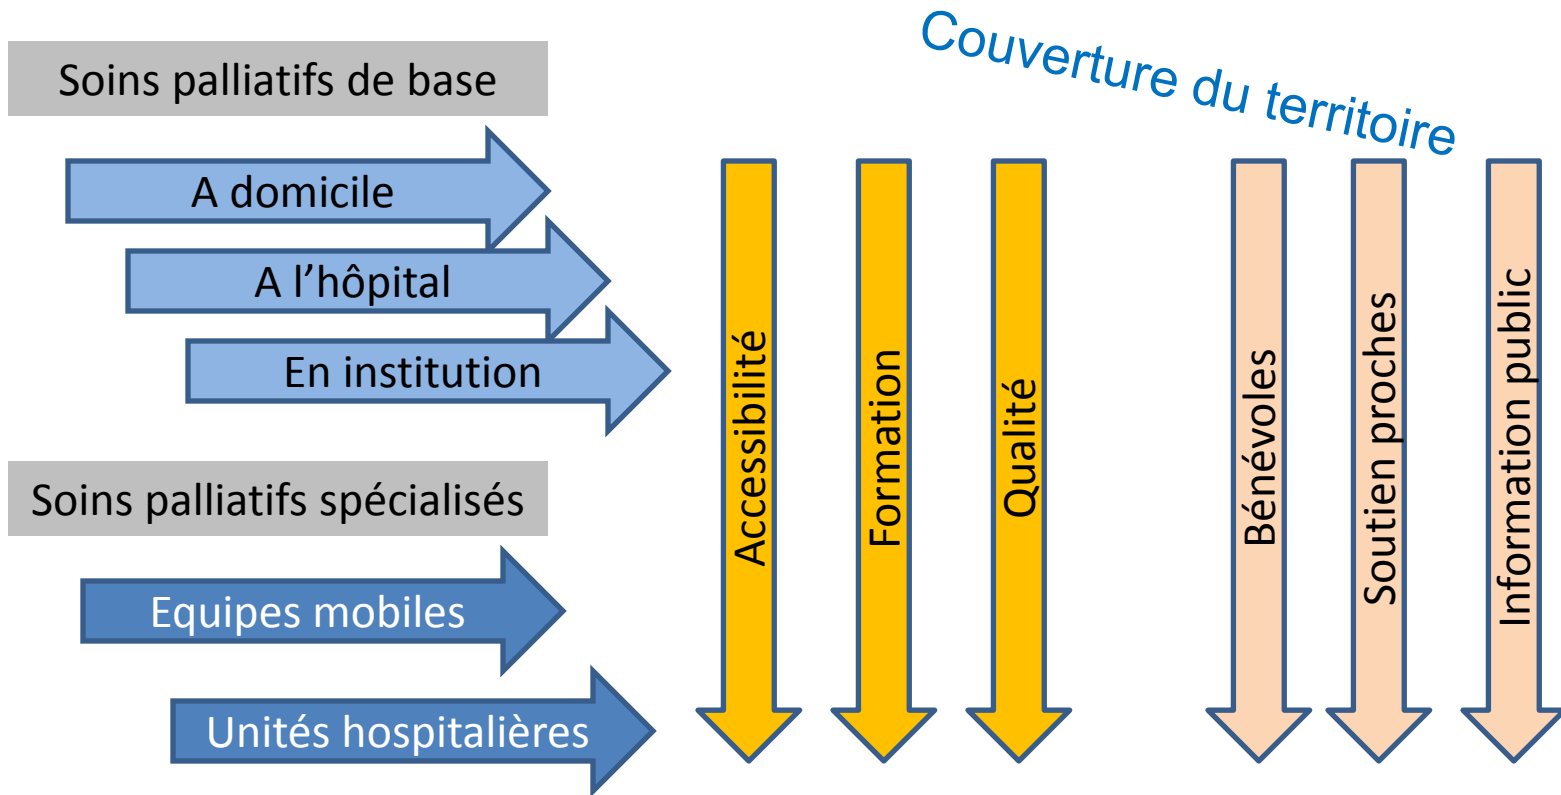 Couverture du territoire
Soins palliatifs de base
A domicile
A l’hôpital
En institution
Soins palliatifs spécialisés
Equipes mobiles
Unités hospitalières
Accessibilité
Formation
Qualité
Bénévoles
Soutien proches
Information public